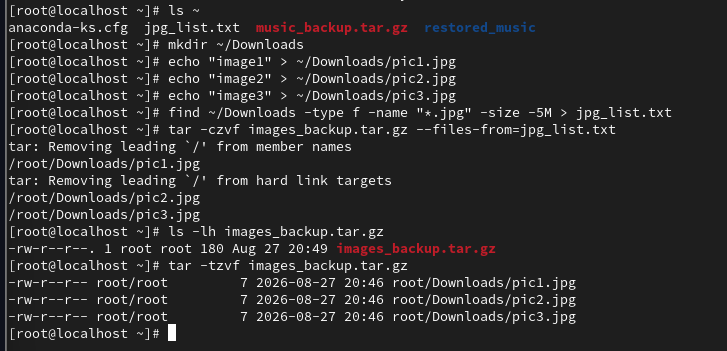 [root@localhost ~]# ls ~
anaconda-ks.cfg  jpg_list.txt  music_backup.tar.gz  restored_music
[root@localhost ~]# mkdir ~/Downloads
[root@localhost ~]# echo "image1" > ~/Downloads/pic1.jpg
[root@localhost ~]# echo "image2" > ~/Downloads/pic2.jpg
[root@localhost ~]# echo "image3" > ~/Downloads/pic3.jpg
[root@localhost ~]# find ~/Downloads -type f -name "*.jpg" -size -5M > jpg_list.txt
[root@localhost ~]# tar -czvf images_backup.tar.gz --files-from=jpg_list.txt
tar: Removing leading `/' from member names
/root/Downloads/pic1.jpg
tar: Removing leading `/' from hard link targets
/root/Downloads/pic2.jpg
/root/Downloads/pic3.jpg
[root@localhost ~]# ls -lh images_backup.tar.gz
-rw-r--r--. 1 root root 180 Aug 27 20:49 images_backup.tar.gz
[root@localhost ~]# tar -tzvf images_backup.tar.gz
-rw-r--r-- root/root         7 2026-08-27 20:46 root/Downloads/pic1.jpg
-rw-r--r-- root/root         7 2026-08-27 20:46 root/Downloads/pic2.jpg
-rw-r--r-- root/root         7 2026-08-27 20:46 root/Downloads/pic3.jpg
[root@localhost ~]#